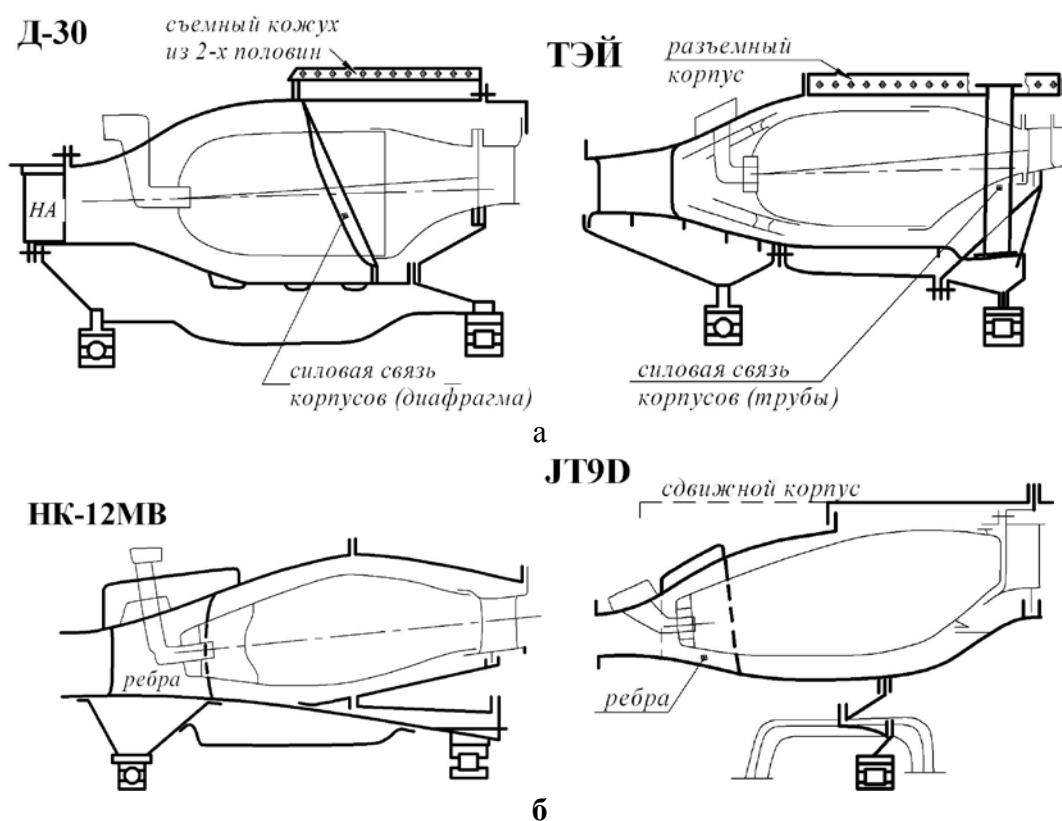 Д-30
съемный кожух
из 2-х половин
НА
силовая связь
корпусов (диафрагма)
ТЭЙ
разъемный
корпус
силовая связь
корпусов (трубы)
а
НК-12МВ
ребра
JT9D
сдвижной корпус
ребра
б